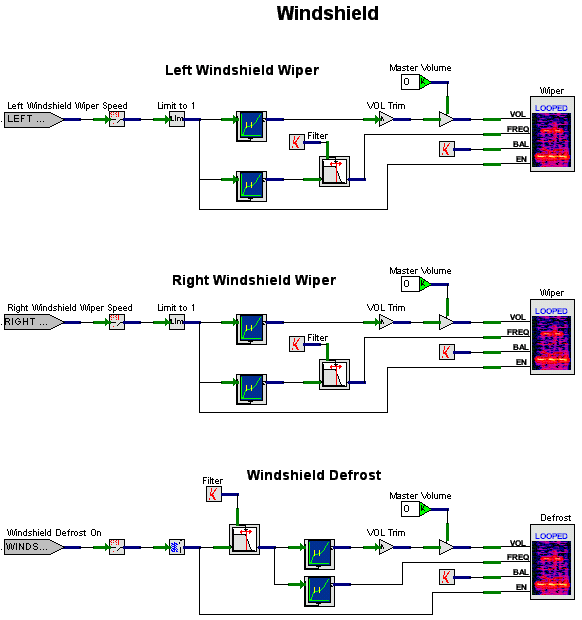 Windshield
Left Windshield Wiper
Master Volume
0
K
Left Windshield Wiper Speed
Limit to 1
VOL Trim
Wiper
LEFT ...
Lim
LOOPED
VOL
FREQ
BAL
EN
Filter
K
K
Right Windshield Wiper
Master Volume
0
K
Right Windshield Wiper Speed
Limit to 1
VOL Trim
Wiper
RIGHT ...
Lim
LOOPED
VOL
FREQ
BAL
EN
Filter
K
K
Windshield Defrost
Filter
K
Master Volume
0
K
Windshield Defrost On
VOL Trim
Defrost
WINDS...
LOOPED
VOL
FREQ
BAL
EN
K